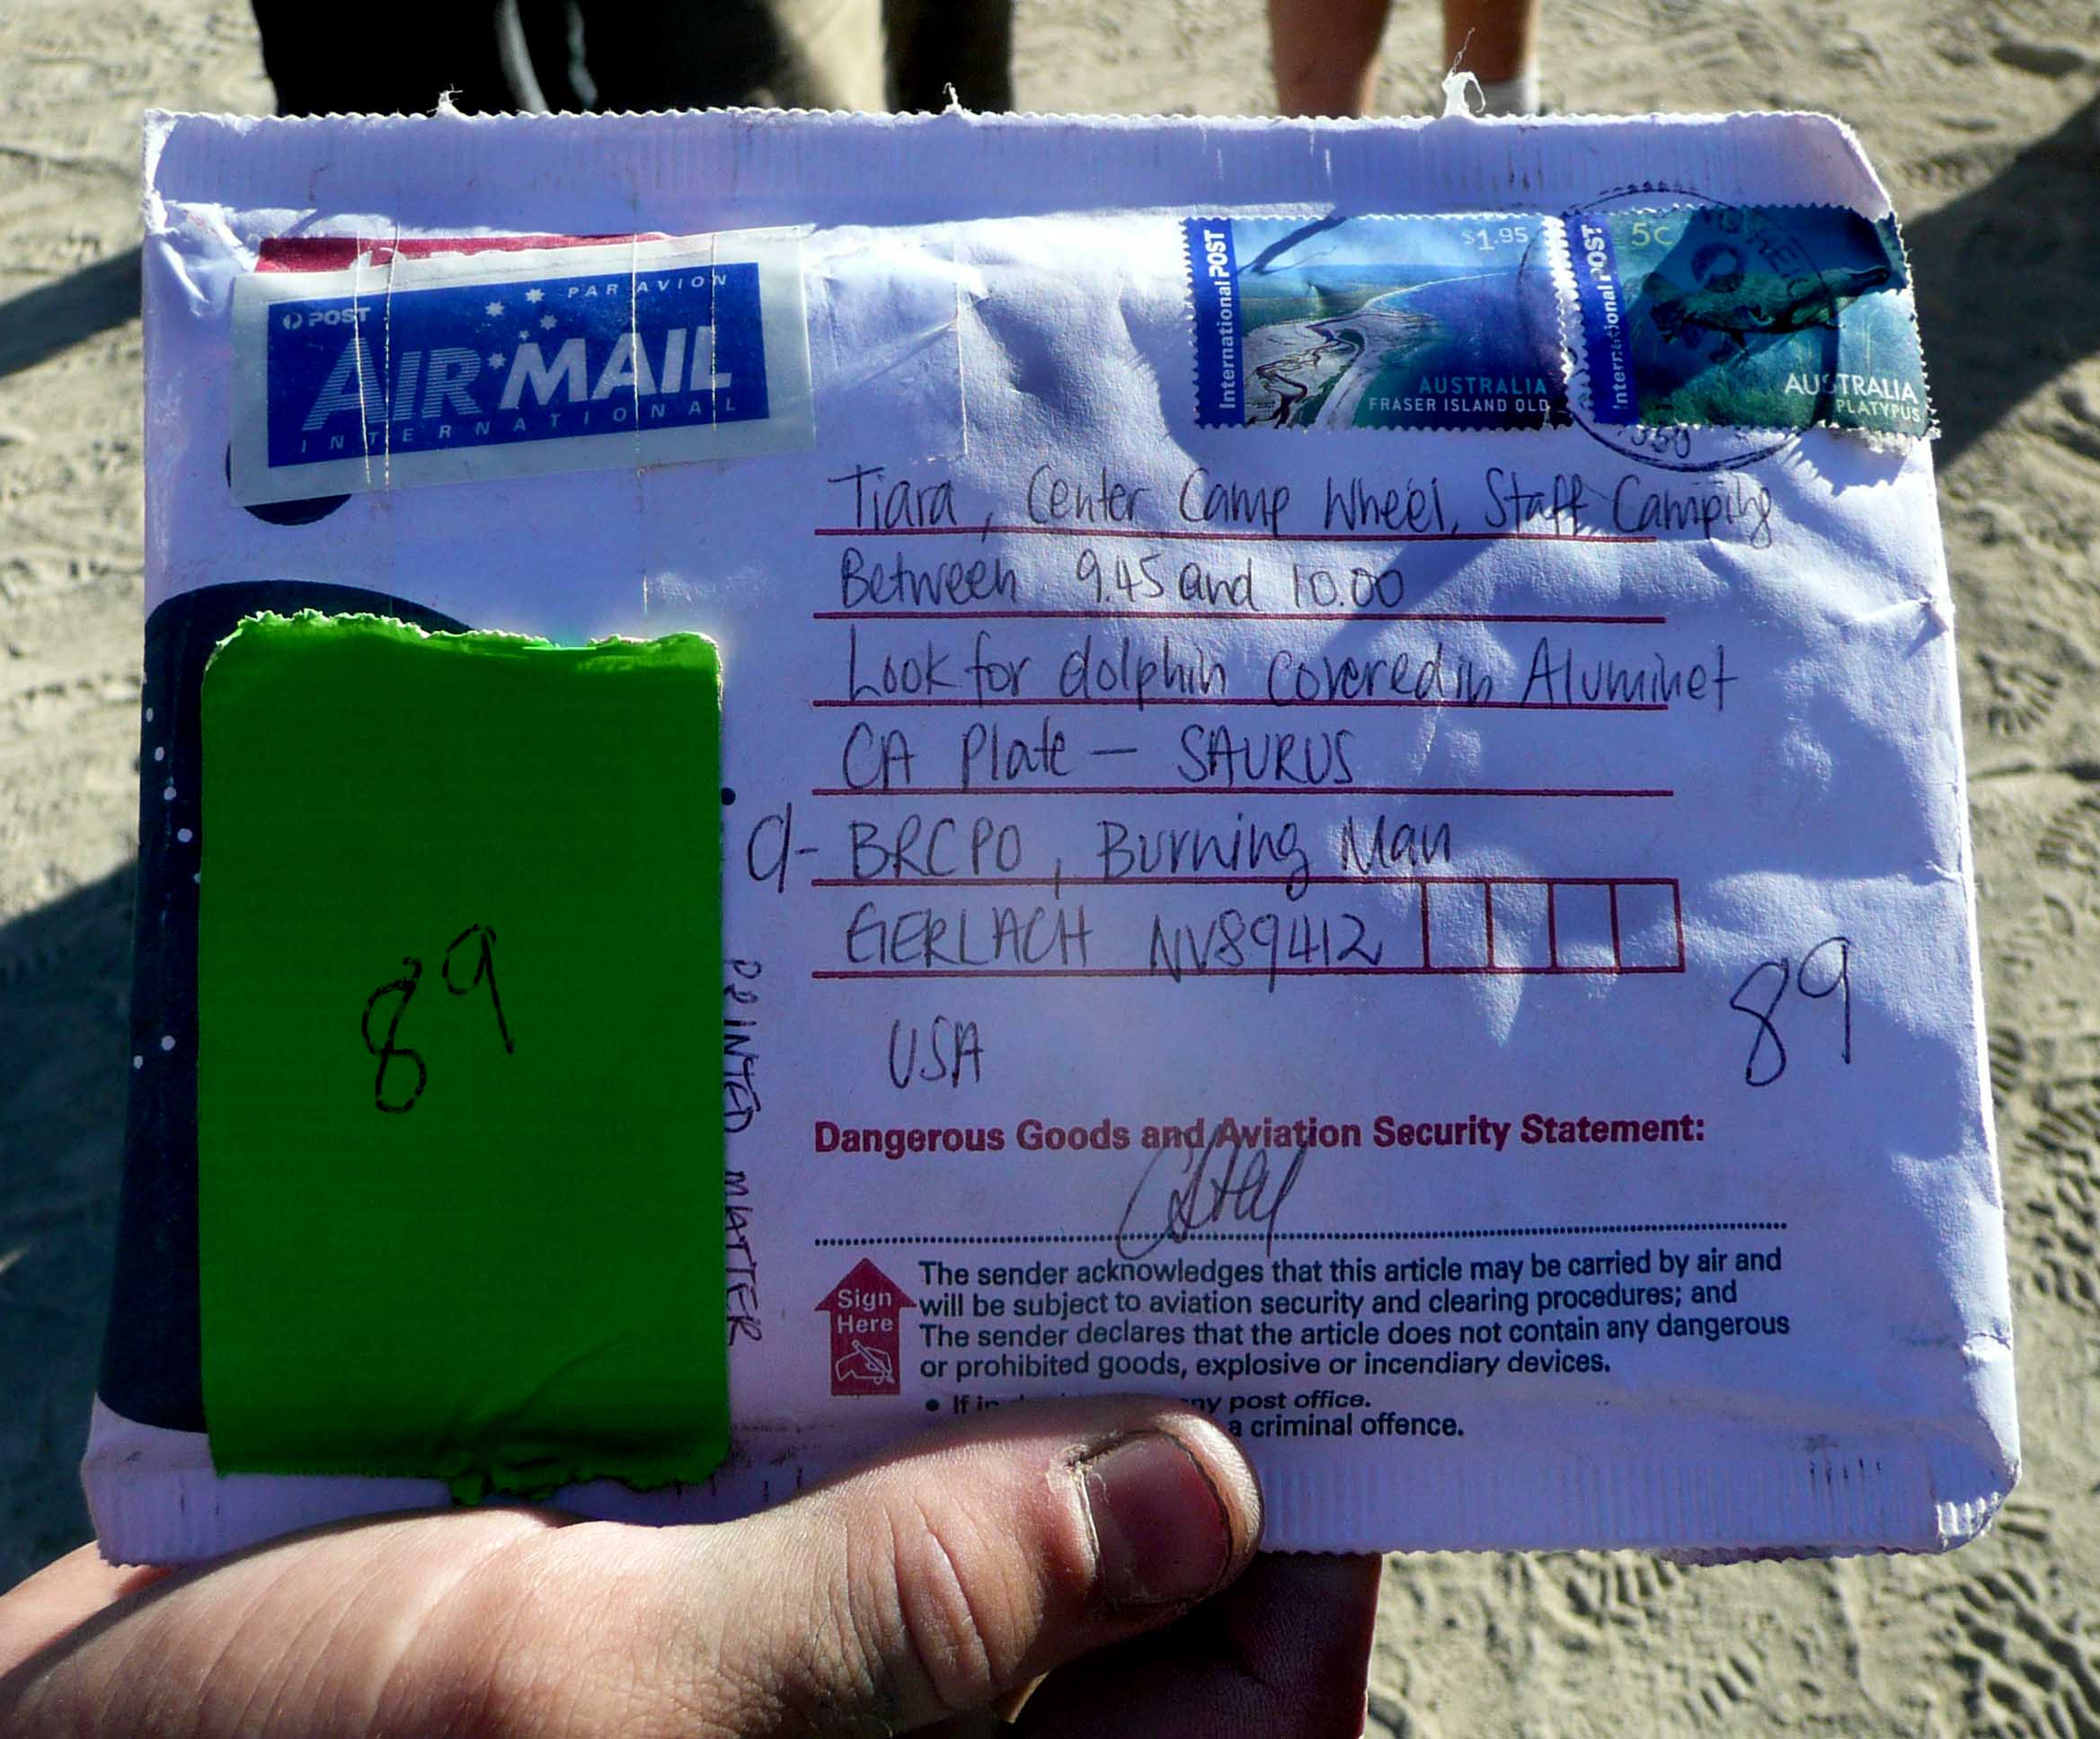 POST
PAR AVION
AIR MAIL
INTERNATIONAL
International POST
$1.95
AUSTRALIA
FRASER ISLAND QLD
International POST
5c
AUSTRALIA
PLATYPUS
Tiara, Center Camp Wheel, Staff Camping
Between 9.45 and 10.00
Look for dolphin covered in Aluminet
CA Plate - SAURUS
BRCPO, Burning Man
GERLACH NV89412
USA
89
89
PRINTED MATTER
Dangerous Goods and Aviation Security Statement:
Sign
Here
The sender acknowledges that this article may be carried by air and
will be subject to aviation security and clearing procedures; and
The sender declares that the article does not contain any dangerous
or prohibited goods, explosive or incendiary devices.
• If post office.
a criminal offence.